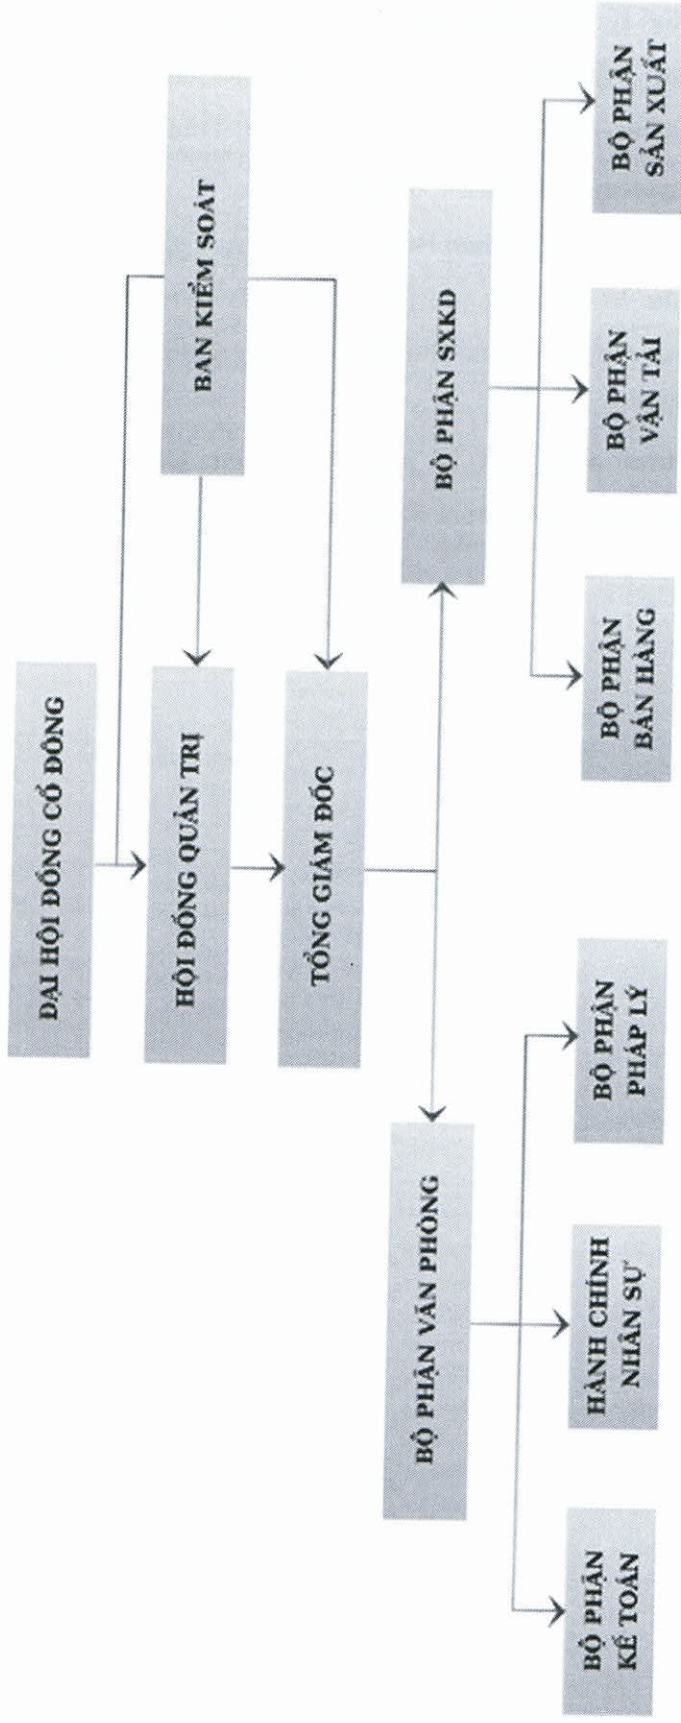 ĐẠI HỘI ĐỒNG CỔ ĐÔNG
BAN KIỂM SOÁT
HỘI ĐỒNG QUẢN TRỊ
TỔNG GIÁM ĐỐC
BỘ PHẬN VĂN PHÒNG
BỘ PHẬN SXKD
BỘ PHẬN
KẾ TOÁN
HÀNH CHÍNH
NHÂN SỰ
BỘ PHẬN
PHÁP LÝ
BỘ PHẬN
BÁN HÀNG
BỘ PHẬN
VẬN TẢI
BỘ PHẬN
SẢN XUẤT